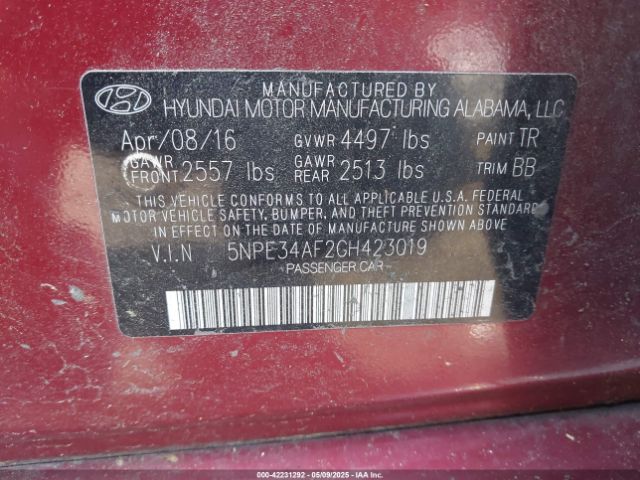 MANUFACTURED BY
HYUNDAI MOTOR MANUFACTURING ALABAMA, LLC
Apr/08/16 GVWR 4497 lbs PAINT TR
GAWR FRONT 2557 lbs GAWR REAR 2513 lbs TRIM BB
THIS VEHICLE CONFORMS TO ALL APPLICABLE U.S.A. FEDERAL
MOTOR VEHICLE SAFETY, BUMPER, AND THEFT PREVENTION STANDARDS
IN EFFECT ON THE DATE OF MANUFACTURE SHOWN ABOVE.
V.I.N 5NPE34AF2GH423019
PASSENGER CAR
000-42231292 - 05/09/2025 - IAA Inc.